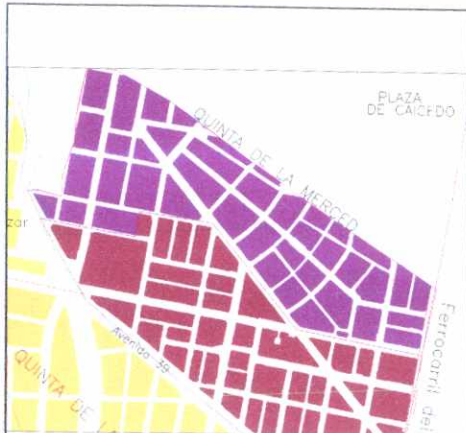 PLAZA
DE CAICEDO
QUINTA DE LA MERCED
zar
Avenida 39
QUINTA DE LA
Ferrocarril del